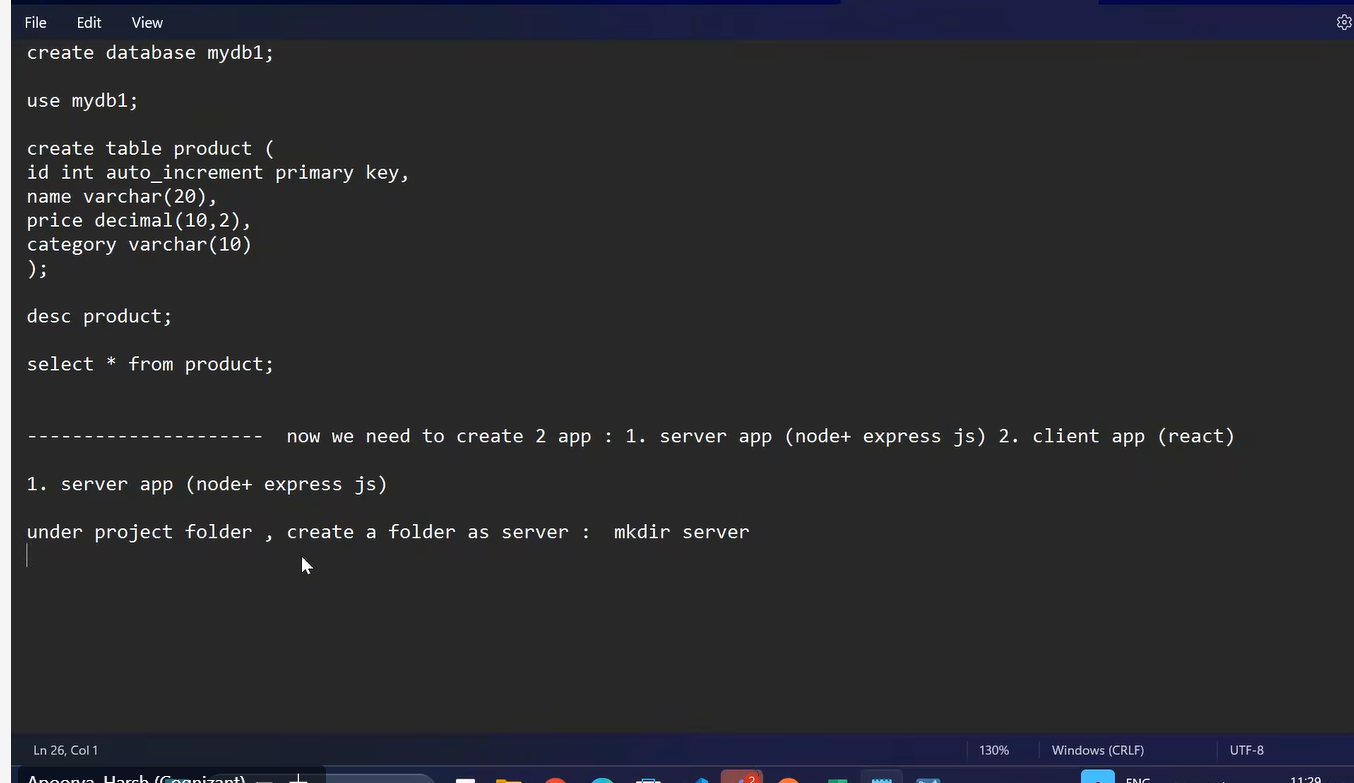 File Edit View
create database mydb1;
use mydb1;
create table product (
id int auto_increment primary key,
name varchar(20),
price decimal(10,2),
category varchar(10)
);
desc product;
select * from product;
--------------------- now we need to create 2 app : 1. server app (node+ express js) 2. client app (react)
1. server app (node+ express js)
under project folder , create a folder as server : mkdir server
Ln 26, Col 1 130% Windows (CRLF) UTF-8
Apoorva, Harsh (Cognizant) 2 ENG 11:29